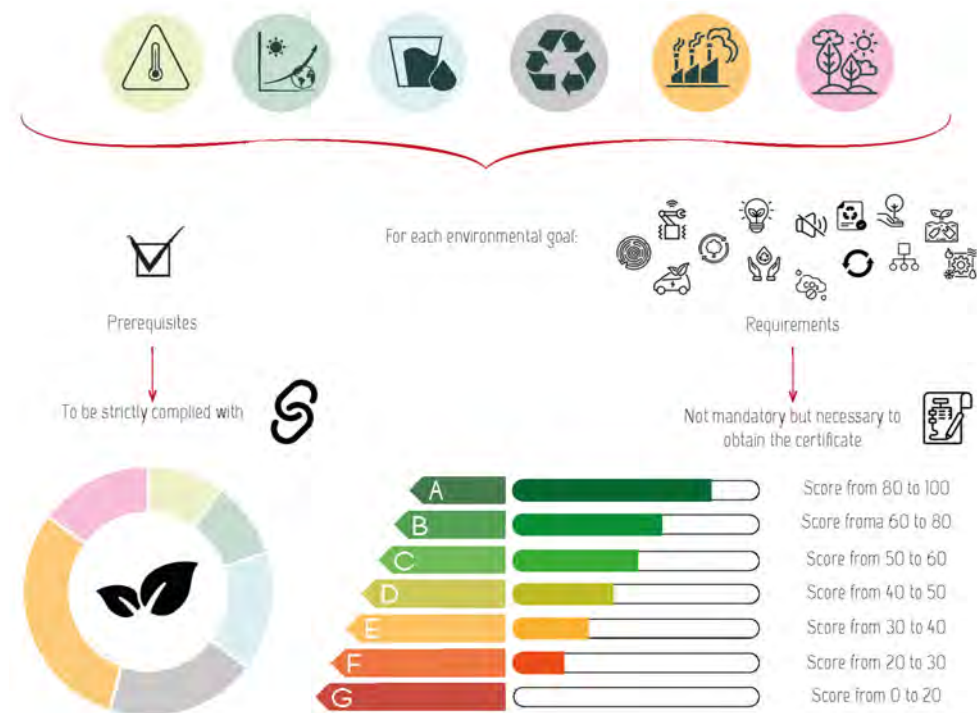 For each environmental goal:
Prerequisites
Requirements
To be strictly complied with
Not mandatory but necessary to
obtain the certificate
A
Score from 80 to 100
B
Score froma 60 to 80
C
Score from 50 to 60
D
Score from 40 to 50
E
Score from 30 to 40
F
Score from 20 to 30
G
Score from 0 to 20